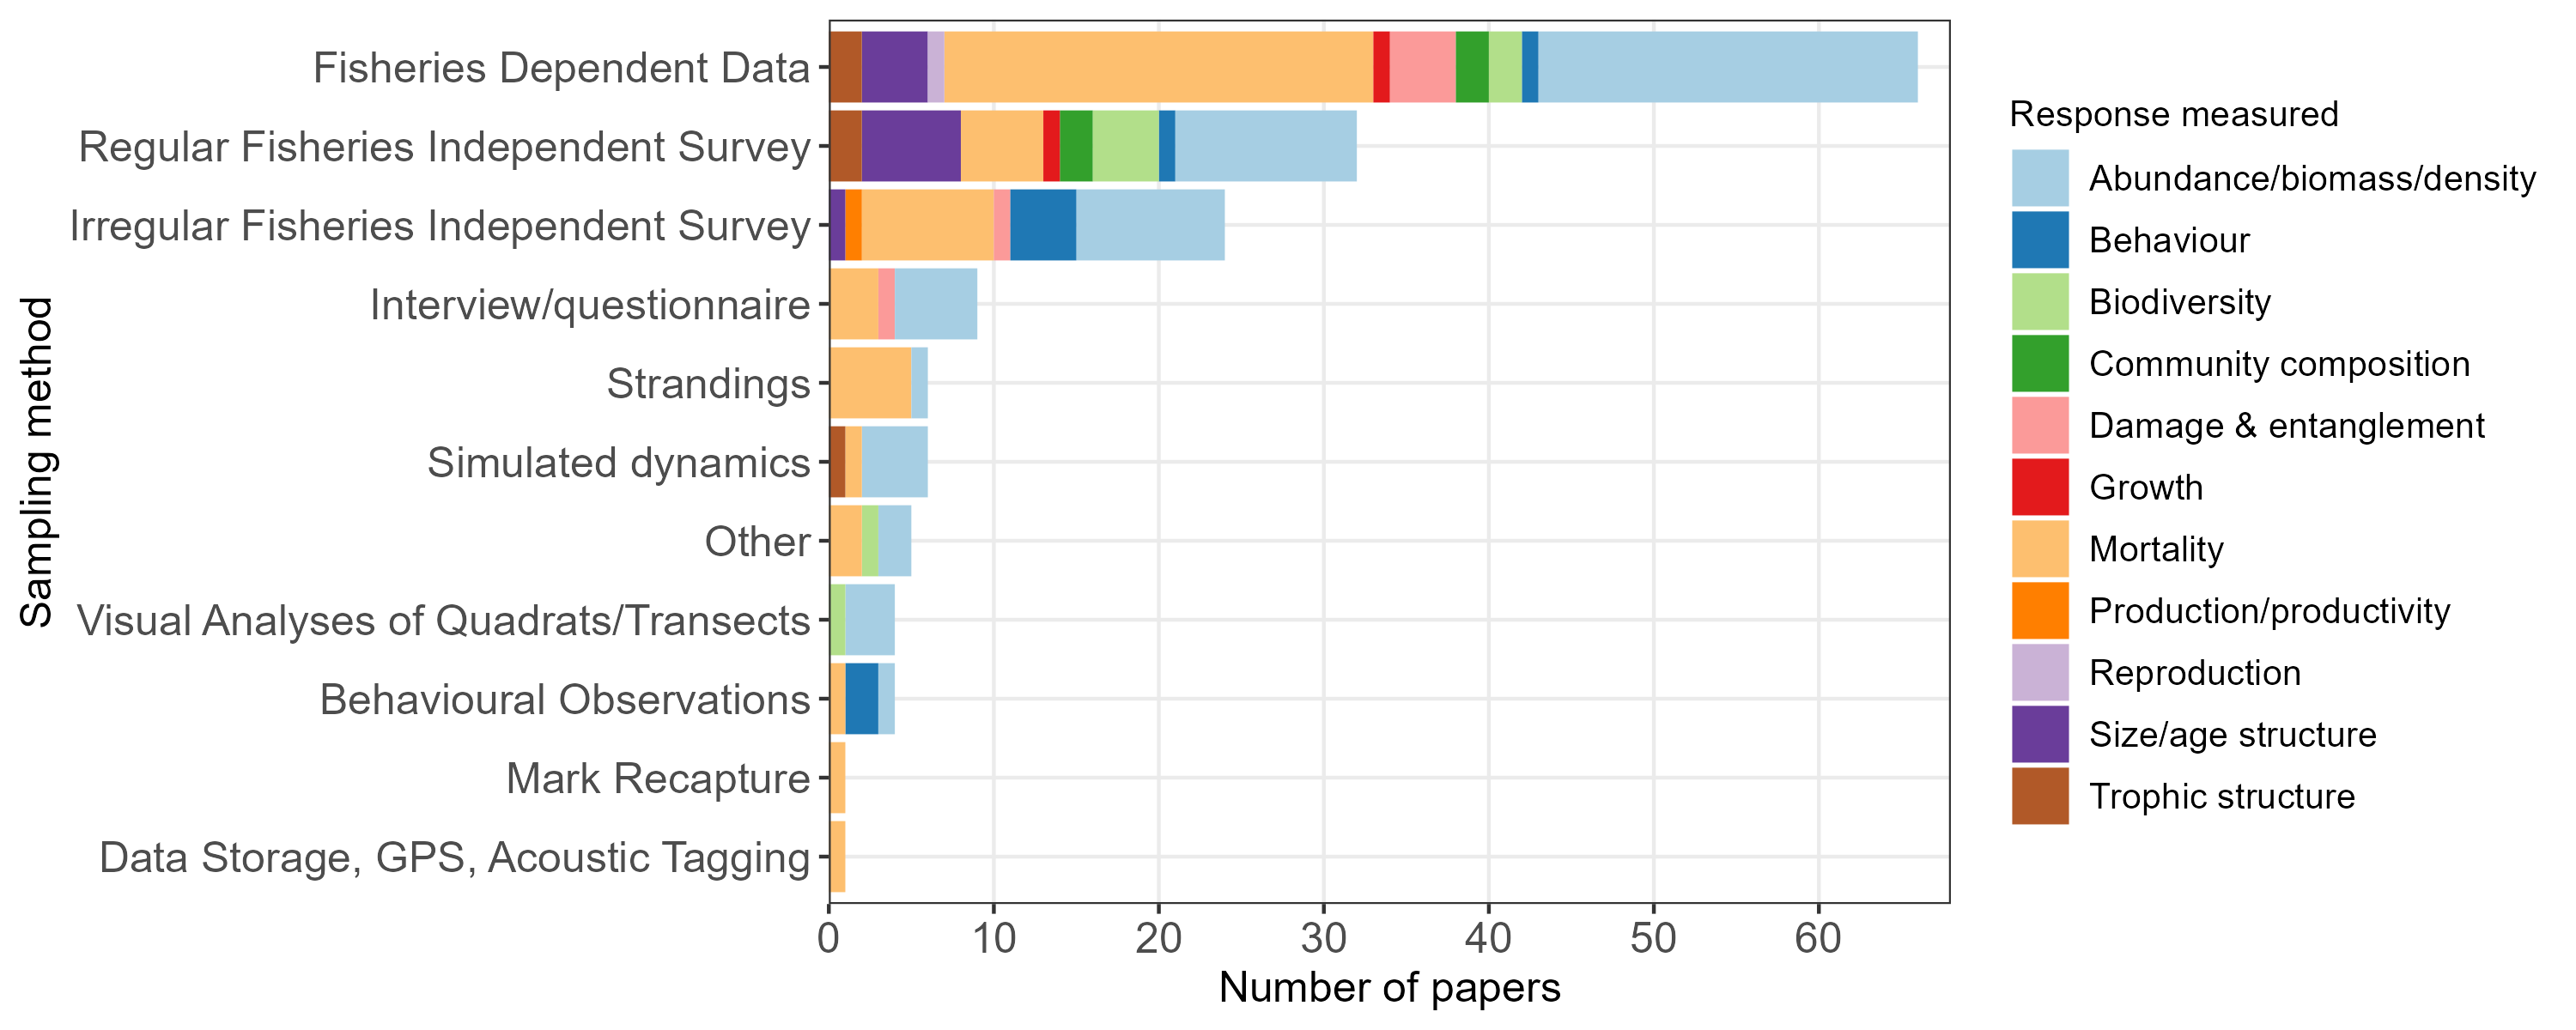 Sampling method
Fisheries Dependent Data
Regular Fisheries Independent Survey
Irregular Fisheries Independent Survey
Interview/questionnaire
Strandings
Simulated dynamics
Other
Visual Analyses of Quadrats/Transects
Behavioural Observations
Mark Recapture
Data Storage, GPS, Acoustic Tagging
0 10 20 30 40 50 60
Number of papers
Response measured
Abundance/biomass/density
Behaviour
Biodiversity
Community composition
Damage & entanglement
Growth
Mortality
Production/productivity
Reproduction
Size/age structure
Trophic structure